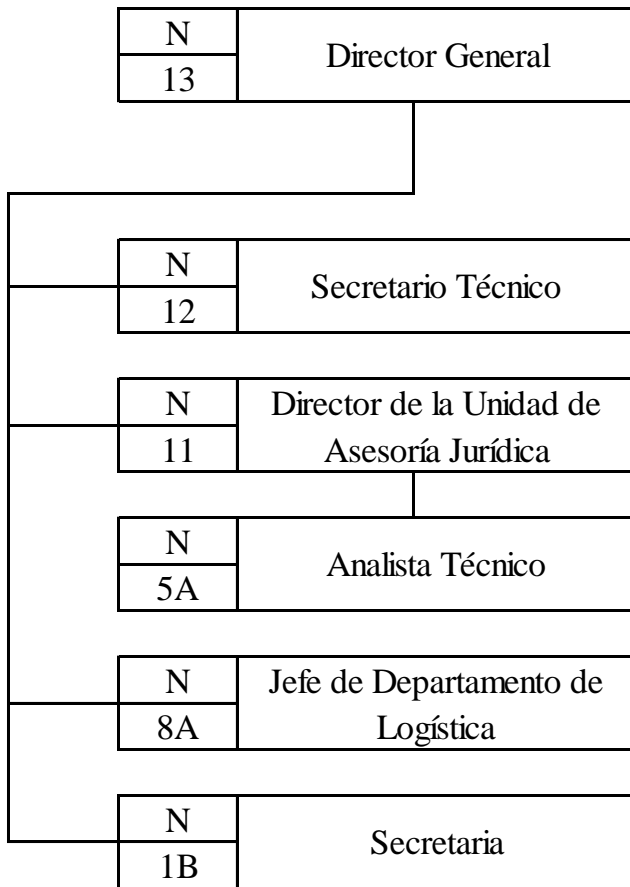 N
13
Director General
N
12
Secretario Técnico
N
11
Director de la Unidad de
Asesoría Jurídica
N
5A
Analista Técnico
N
8A
Jefe de Departamento de
Logística
N
1B
Secretaria